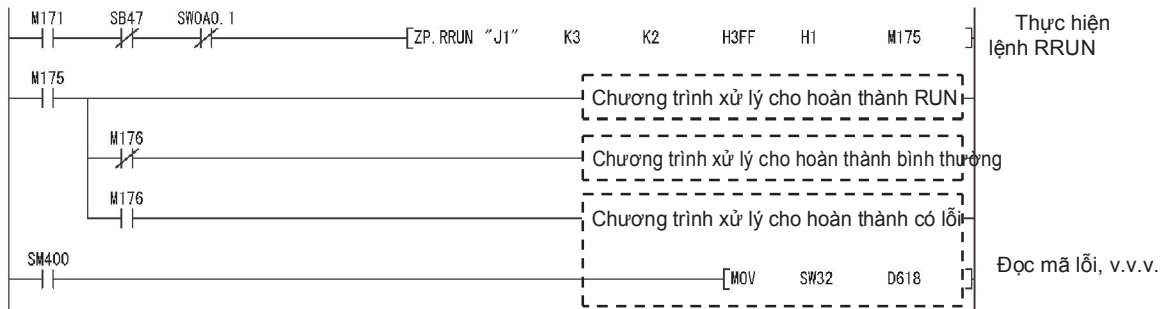 M171 SB47 SW0A0.1
[ZP.RRUN "J1" K3 K2 H3FF H1 M175 ]
Thực hiện
lệnh RRUN
M175
Chương trình xử lý cho hoàn thành RUN
M176
Chương trình xử lý cho hoàn thành bình thường
M176
Chương trình xử lý cho hoàn thành có lỗi
SM400
[MOV SW32 D618 ]
Đọc mã lỗi, v.v.v.